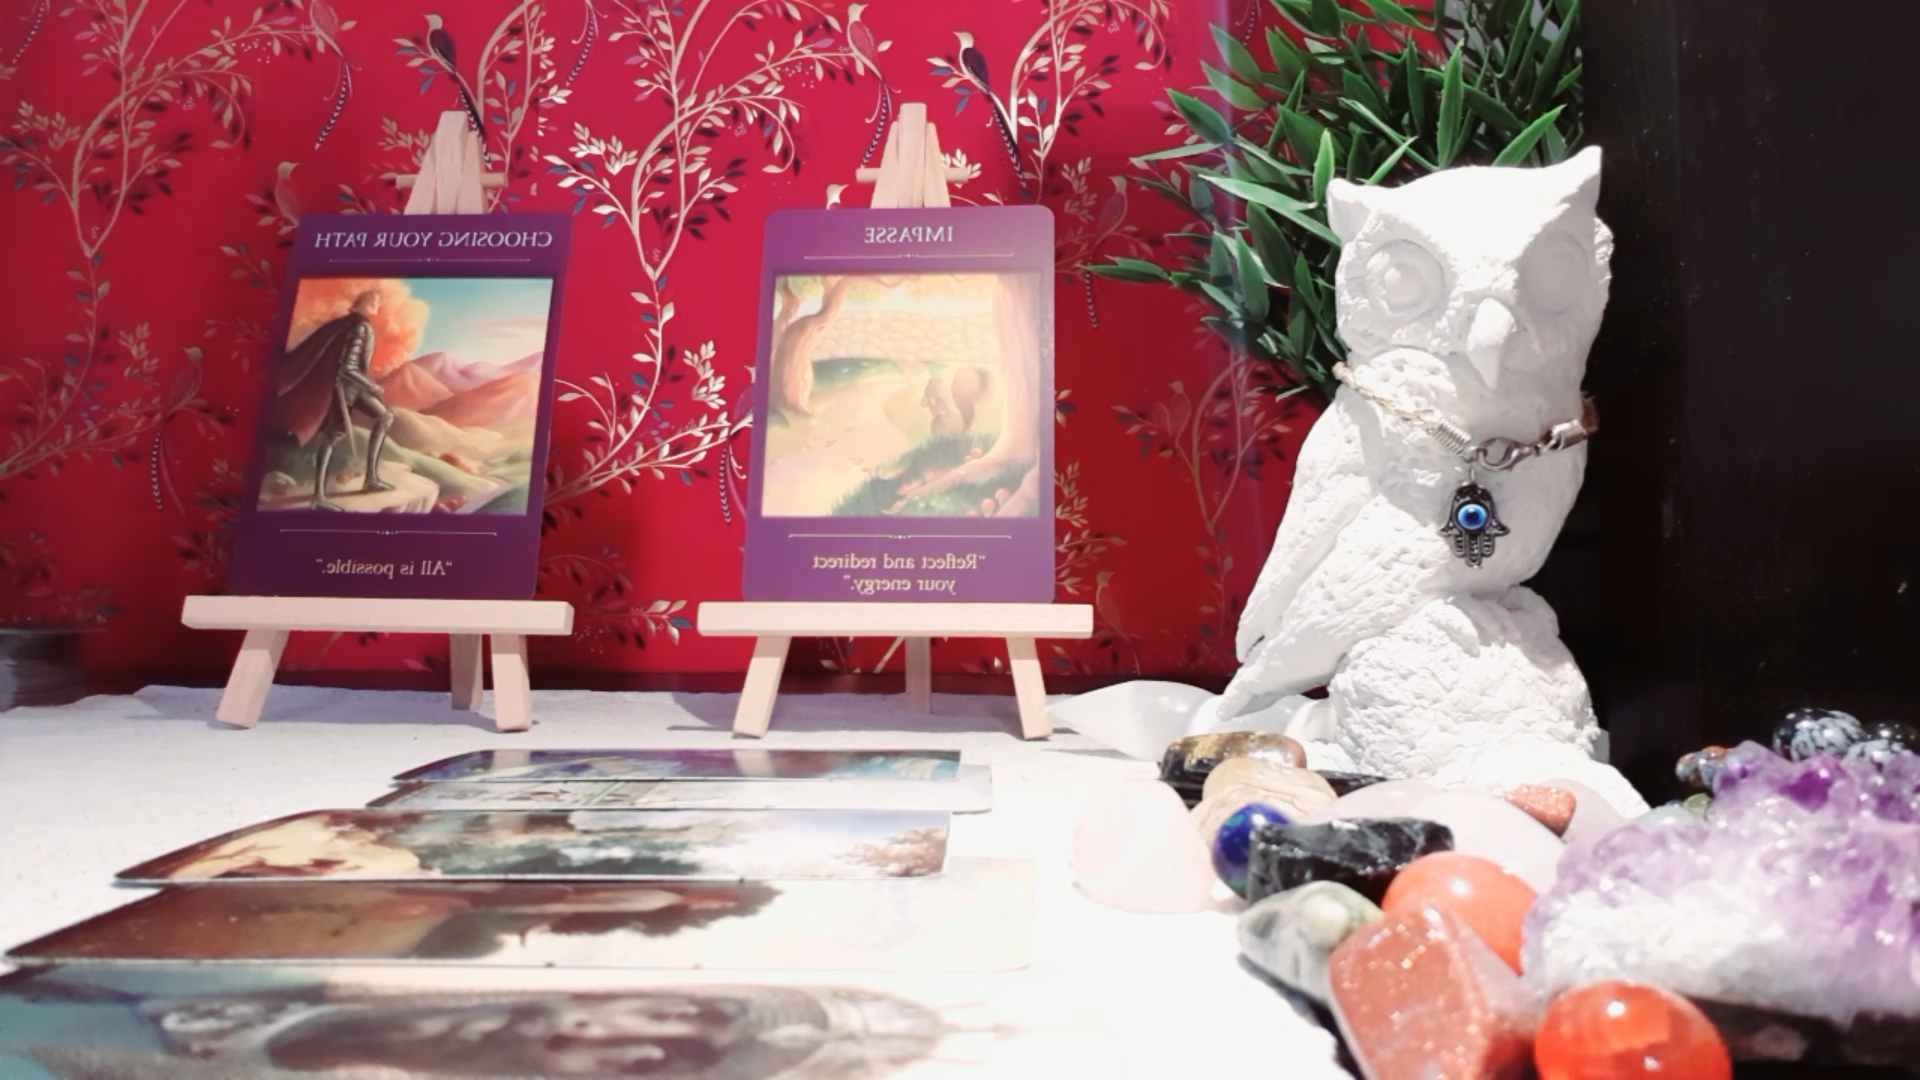 CHOOSING YOUR PATH
"All is possible."
IMPASSE
"Reflect and redirect
your energy."